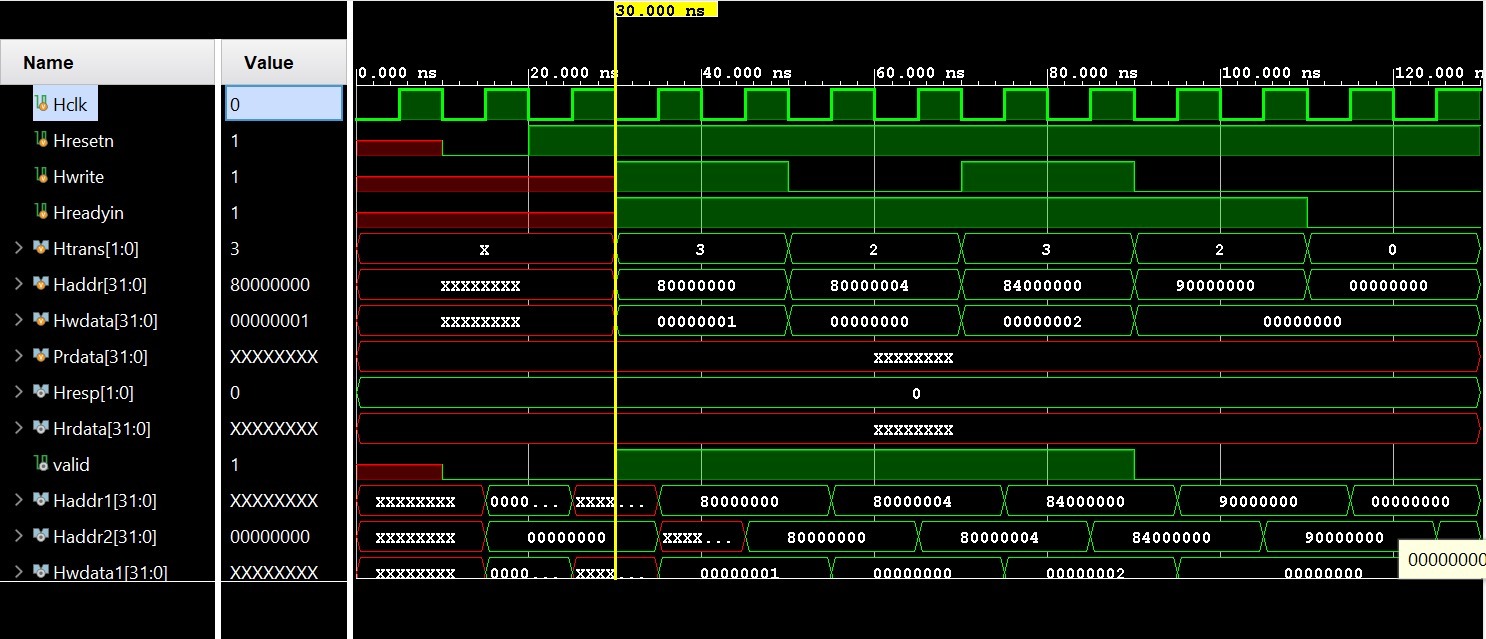 30.000 ns
Name Value
0.000 ns 20.000 ns 40.000 ns 60.000 ns 80.000 ns 100.000 ns 120.000 n
Hclk 0
Hresetn 1
Hwrite 1
Hreadyin 1
Htrans[1:0] 3 X 3 2 3 2 0
Haddr[31:0] 80000000 XXXXXXXX 80000000 80000004 84000000 90000000 00000000
Hwdata[31:0] 00000001 XXXXXXXX 00000001 00000000 00000002 00000000
Prdata[31:0] XXXXXXXX XXXXXXXX
Hresp[1:0] 0 0
Hrdata[31:0] XXXXXXXX XXXXXXXX
valid 1
Haddr1[31:0] XXXXXXXX XXXXXXXX 0000... XXXX... 80000000 80000004 84000000 90000000 00000000
Haddr2[31:0] 00000000 XXXXXXXX 00000000 XXXX... 80000000 80000004 84000000 90000000
Hwdata1[31:0] XXXXXXXX XXXXXXXX 0000... XXXX... 00000001 00000000 00000002 00000000
00000000